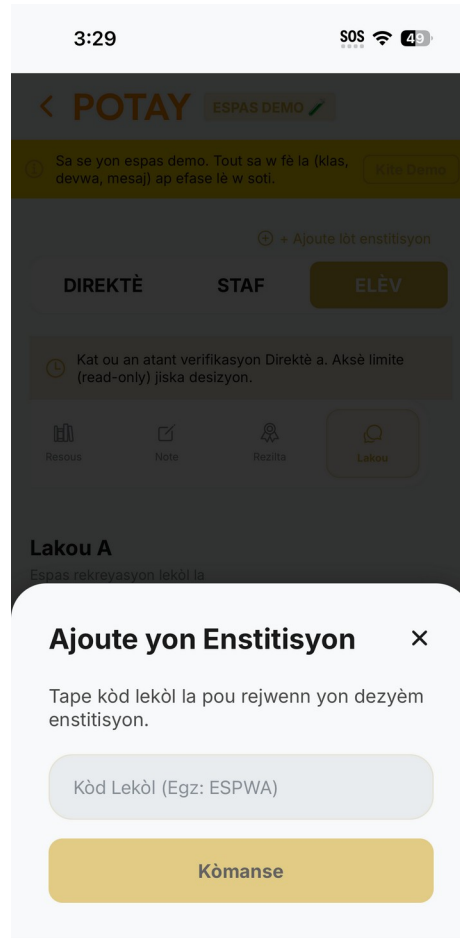 3:29
SOS
49
POTAY
ESPAS DEMO
Sa se yon espas demo. Tout sa w fè la (klas,
devwa, mesaj) ap efase lè w soti.
Kite Demo
+ Ajoute lòt enstitisyon
DIREKTÈ
STAF
ELÈV
Kat ou an atant verifikasyon Direktè a. Aksè limite
(read-only) jiska desizyon.
Resous
Note
Rezilta
Lakou
Lakou A
Espas rekreyasyon lekòl la
Ajoute yon Enstitisyon
Tape kòd lekòl la pou rejwenn yon dezyèm
enstitisyon.
Kòd Lekòl (Egz: ESPWA)
Kòmanse